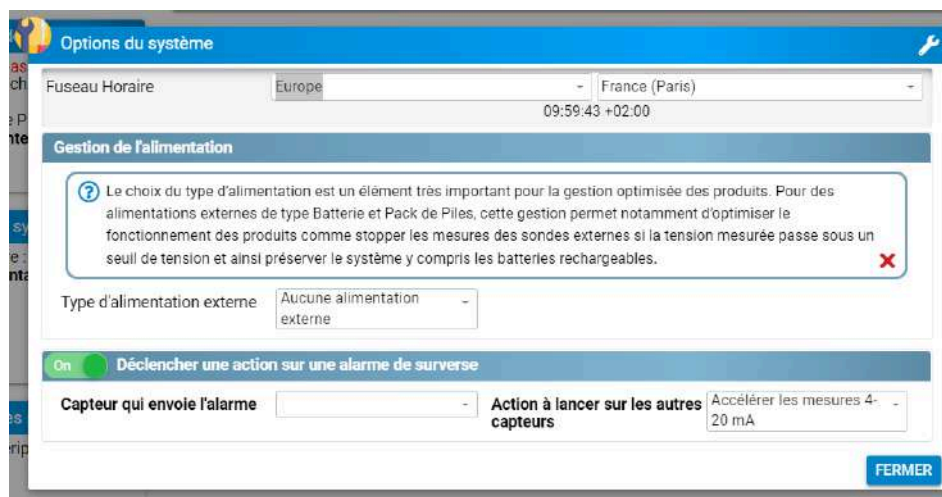 Options du système
Fuseau Horaire Europe France (Paris)
09:59:43 +02:00
Gestion de l'alimentation
Le choix du type d'alimentation est un élément très important pour la gestion optimisée des produits. Pour des
alimentations externes de type Batterie et Pack de Piles, cette gestion permet notamment d'optimiser le
fonctionnement des produits comme stopper les mesures des sondes externes si la tension mesurée passe sous un
seuil de tension et ainsi préserver le système y compris les batteries rechargeables.
Type d'alimentation externe Aucune alimentation
externe
On Déclencher une action sur une alarme de surverse
Capteur qui envoie l'alarme Action à lancer sur les autres Accélérer les mesures 4-
capteurs 20 mA
FERMER